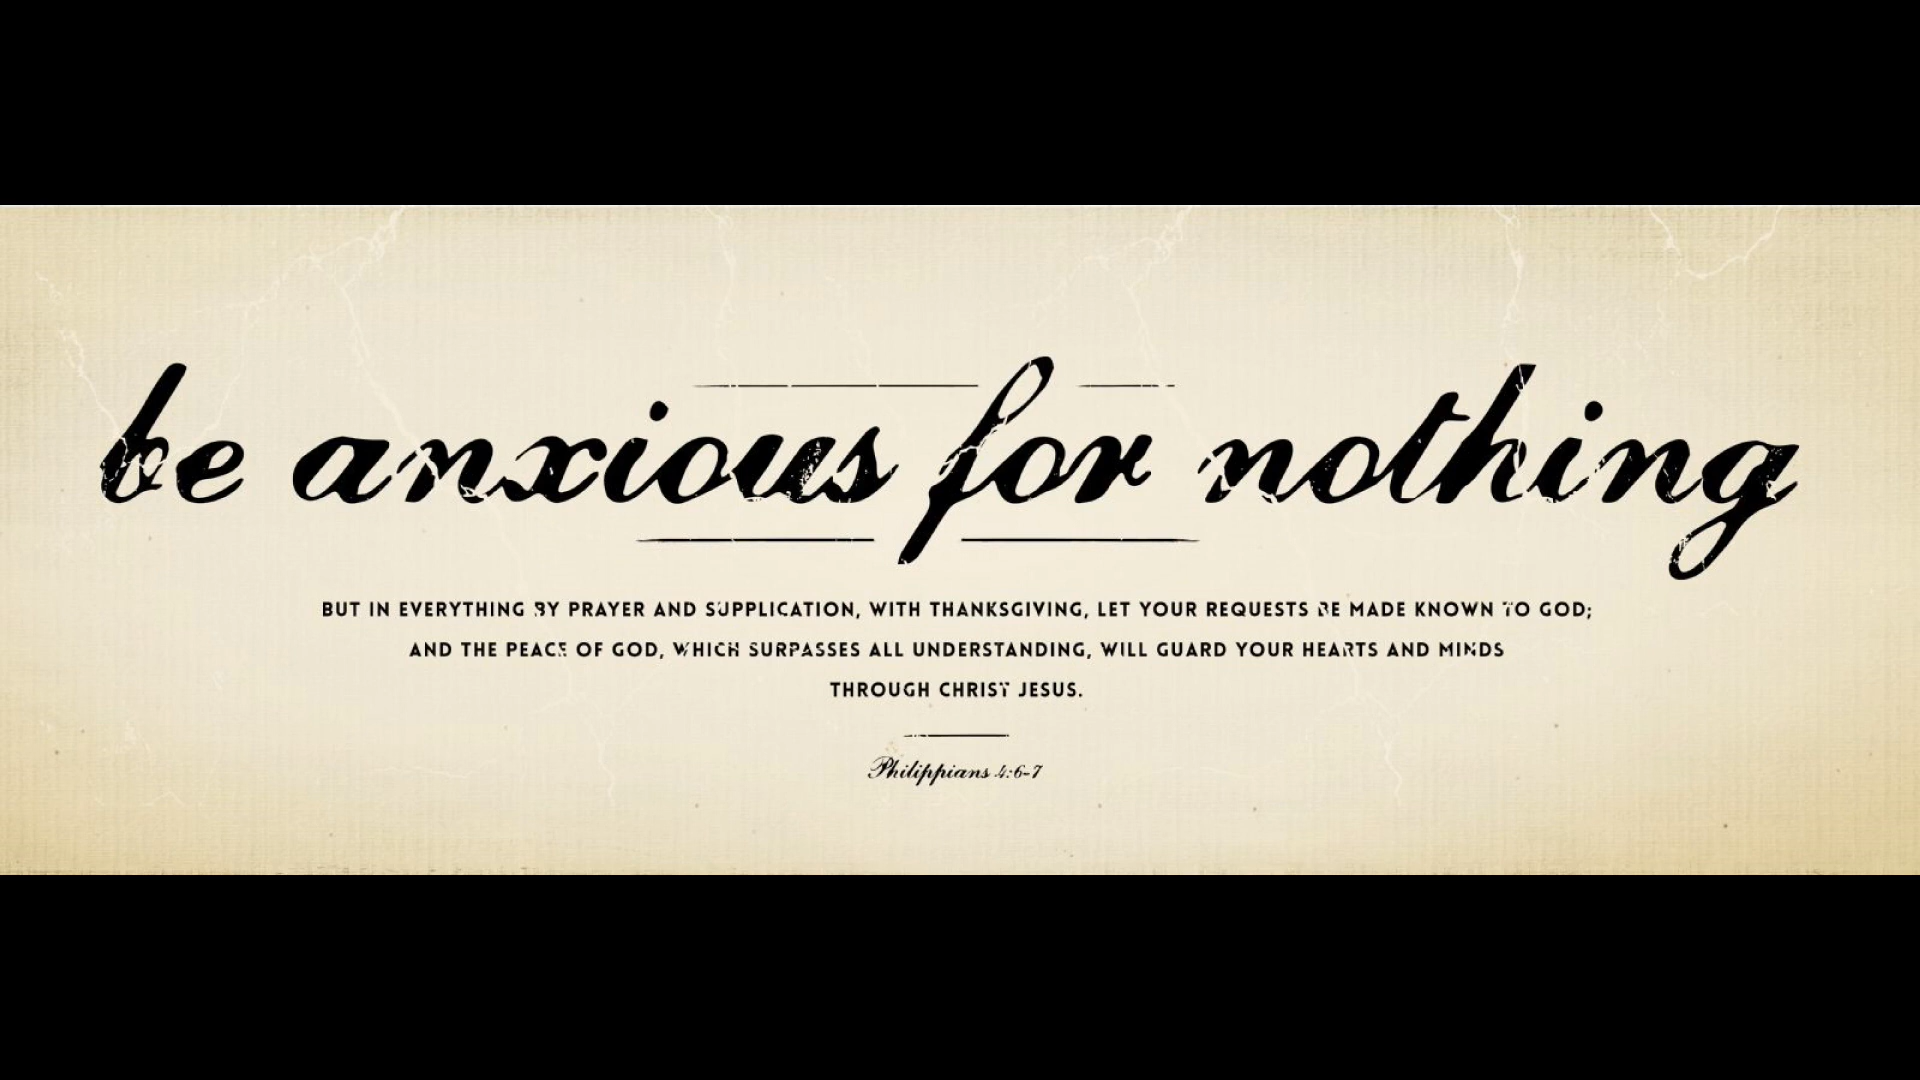 be anxious for nothing
BUT IN EVERYTHING BY PRAYER AND SUPPLICATION, WITH THANKSGIVING, LET YOUR REQUESTS BE MADE KNOWN TO GOD;
AND THE PEACE OF GOD, WHICH SURPASSES ALL UNDERSTANDING, WILL GUARD YOUR HEARTS AND MINDS
THROUGH CHRIST JESUS.
Philippians 4:6-7